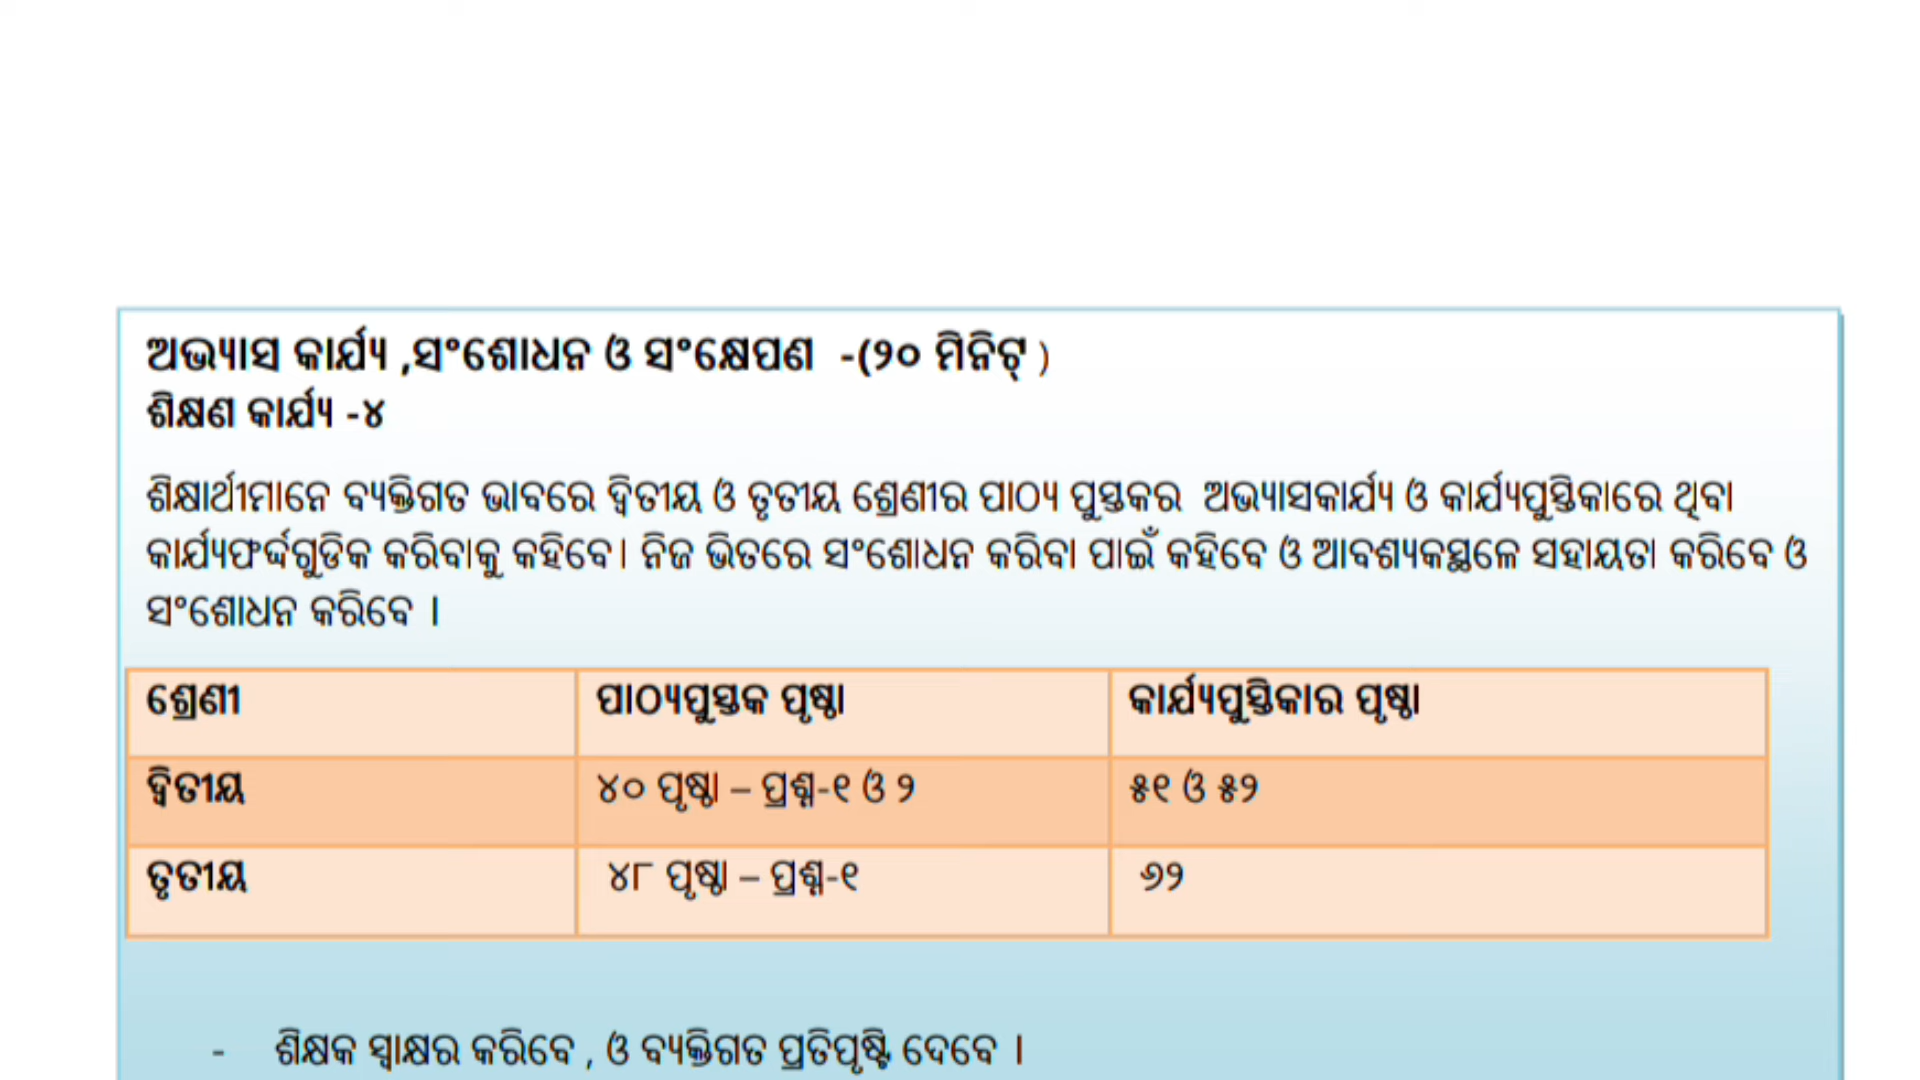 ଅଭ୍ୟାସ କାର୍ଯ୍ୟ ,ସଂଶୋଧନ ଓ ସଂକ୍ଷେପଣ -(୨୦ ମିନିଟ୍ )
ଶିକ୍ଷଣ କାର୍ଯ୍ୟ -୪
ଶିକ୍ଷାର୍ଥୀମାନେ ବ୍ୟକ୍ତିଗତ ଭାବରେ ଦ୍ଵିତୀୟ ଓ ତୃତୀୟ ଶ୍ରେଣୀର ପାଠ୍ୟ ପୁସ୍ତକର ଅଭ୍ୟାସକାର୍ଯ୍ୟ ଓ କାର୍ଯ୍ୟପୁସ୍ତିକାରେ ଥିବା
କାର୍ଯ୍ୟଫର୍ଦ୍ଦଗୁଡିକ କରିବାକୁ କହିବେ। ନିଜ ଭିତରେ ସଂଶୋଧନ କରିବା ପାଇଁ କହିବେ ଓ ଆବଶ୍ୟକସ୍ଥଳେ ସହାୟତା କରିବେ ଓ
ସଂଶୋଧନ କରିବେ ।
ଶ୍ରେଣୀ ପାଠ୍ୟପୁସ୍ତକ ପୃଷ୍ଠା କାର୍ଯ୍ୟପୁସ୍ତିକାର ପୃଷ୍ଠା
ଦ୍ଵିତୀୟ ୪୦ ପୃଷ୍ଠା – ପ୍ରଶ୍ନ-୧ ଓ ୨ ୫୧ ଓ ୫୨
ତୃତୀୟ ୪୮ ପୃଷ୍ଠା – ପ୍ରଶ୍ନ-୧ ୬୨
- ଶିକ୍ଷକ ସ୍ୱାକ୍ଷର କରିବେ , ଓ ବ୍ୟକ୍ତିଗତ ପ୍ରତିପୃଷ୍ଟି ଦେବେ ।